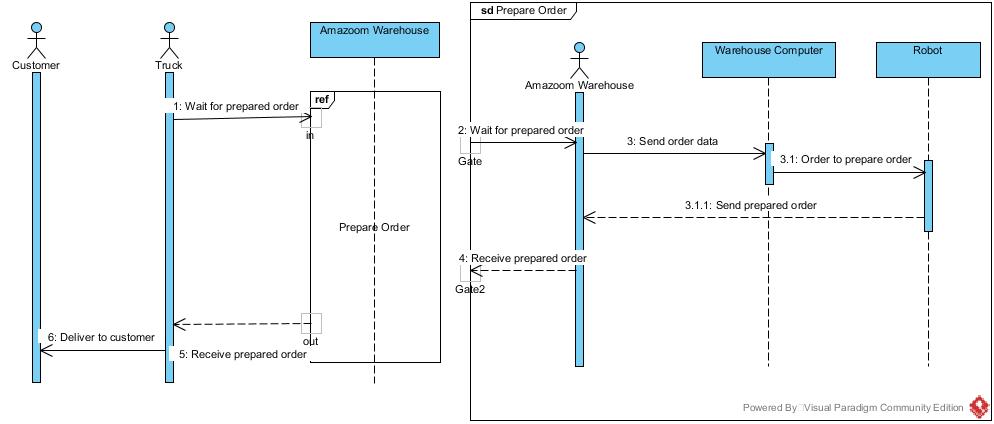 Customer
Truck
Amazoom Warehouse
ref
1: Wait for prepared order
in
Prepare Order
out
6: Deliver to customer
5: Receive prepared order
sd Prepare Order
Amazoom Warehouse
Warehouse Computer
Robot
2: Wait for prepared order
Gate
3: Send order data
3.1: Order to prepare order
3.1.1: Send prepared order
4: Receive prepared order
Gate2
Powered By Visual Paradigm Community Edition